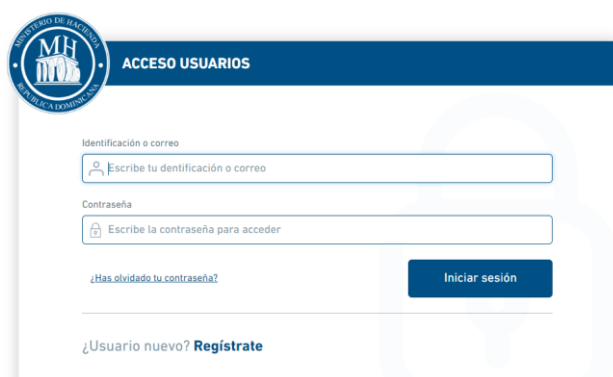 MINISTERIO DE HACIENDA
MH
REPÚBLICA DOMINICANA
ACCESO USUARIOS
Identificación o correo
Escribe tu dentificación o correo
Contraseña
Escribe la contraseña para acceder
¿Has olvidado tu contraseña?
Iniciar sesión
¿Usuario nuevo? Regístrate